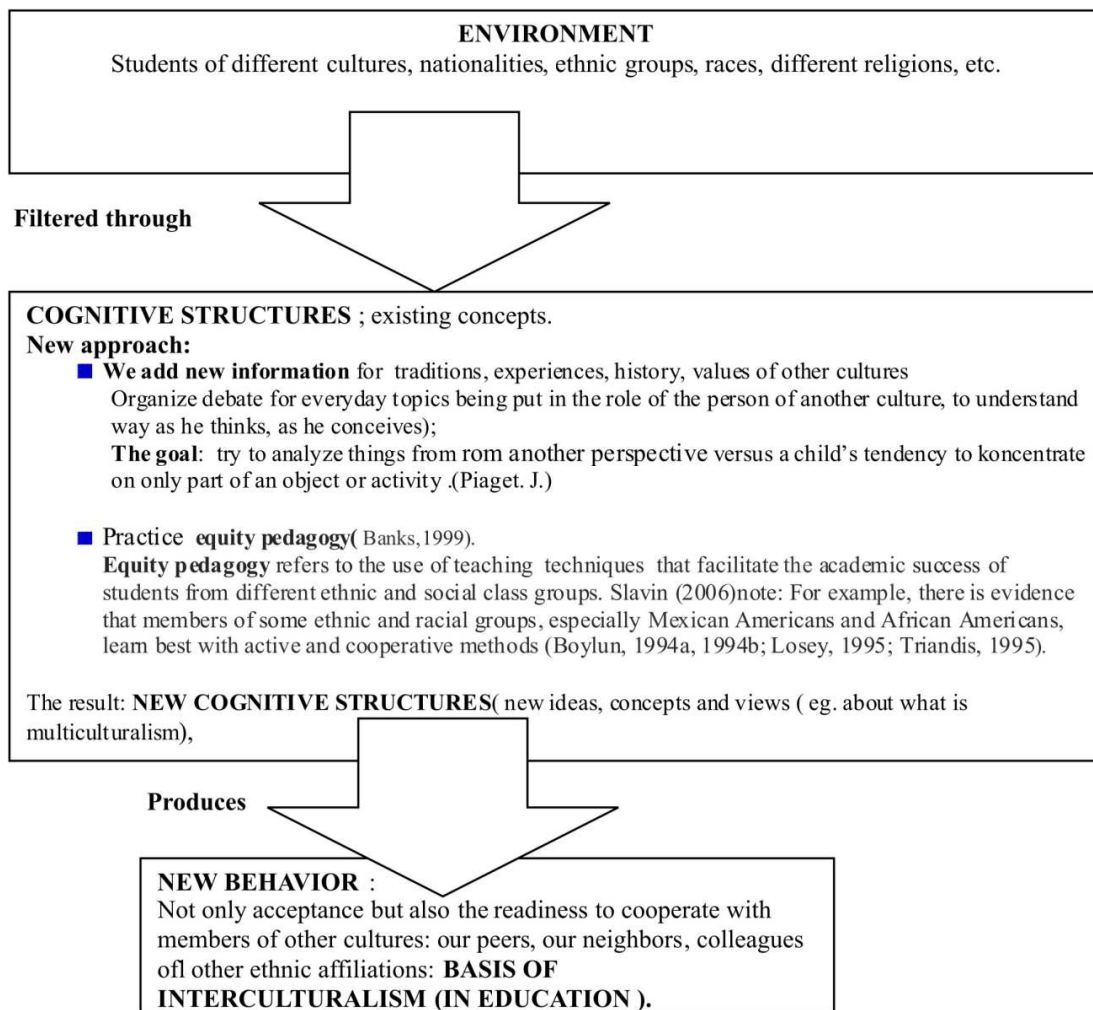 ENVIRONMENT
Students of different cultures, nationalities, ethnic groups, races, different religions, etc.
Filtered through
COGNITIVE STRUCTURES ; existing concepts.
New approach:
We add new information for traditions, experiences, history, values of other cultures
Organize debate for everyday topics being put in the role of the person of another culture, to understand
way as he thinks, as he conceives);
The goal: try to analyze things from rom another perspective versus a child's tendency to koncentrate
on only part of an object or activity .(Piaget. J.)
Practice equity pedagogy( Banks,1999).
Equity pedagogy refers to the use of teaching techniques that facilitate the academic success of
students from different ethnic and social class groups. Slavin (2006)note: For example, there is evidence
that members of some ethnic and racial groups, especially Mexican Americans and African Americans,
learn best with active and cooperative methods (Boylun, 1994a, 1994b; Losey, 1995; Triandis, 1995).
The result: NEW COGNITIVE STRUCTURES( new ideas, concepts and views ( eg. about what is
multiculturalism),
Produces
NEW BEHAVIOR :
Not only acceptance but also the readiness to cooperate with
members of other cultures: our peers, our neighbors, colleagues
ofl other ethnic affiliations: BASIS OF
INTERCULTURALISM (IN EDUCATION ).